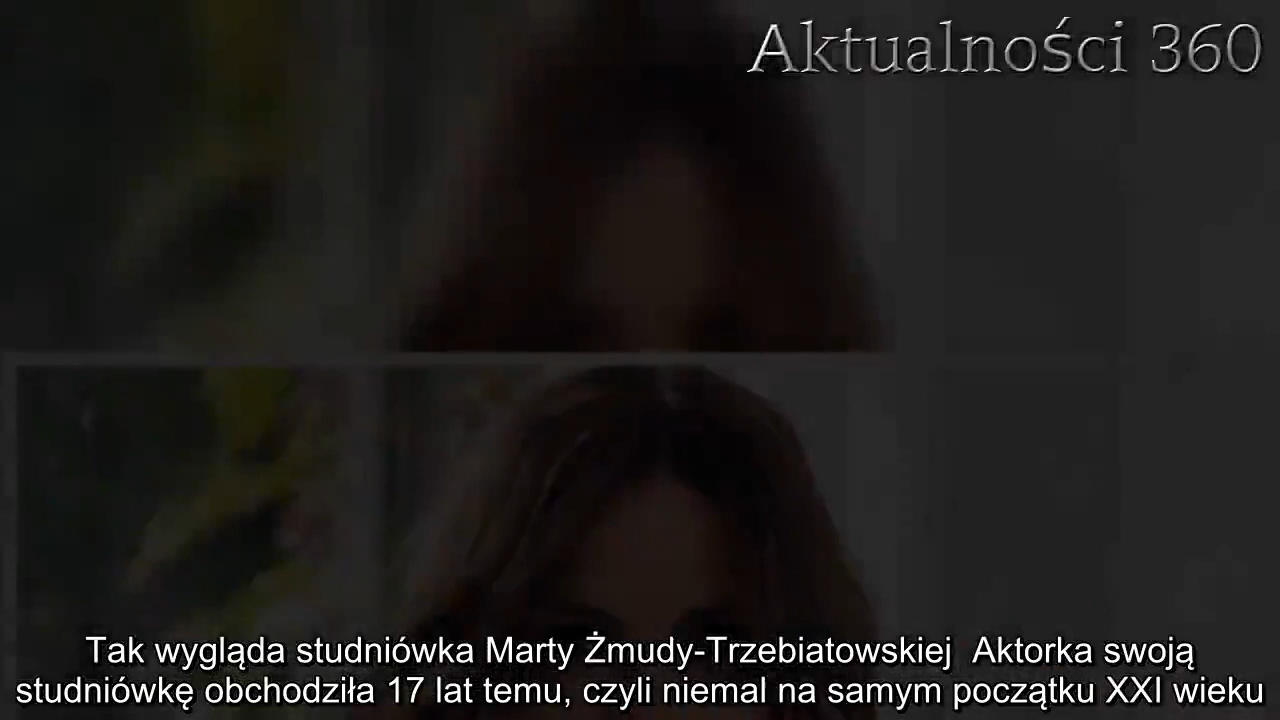 Aktualności 360
Tak wygląda studniówka Marty Żmudy-Trzebiatowskiej  Aktorka swoją
studniówkę obchodziła 17 lat temu, czyli niemal na samym początku XXI wieku